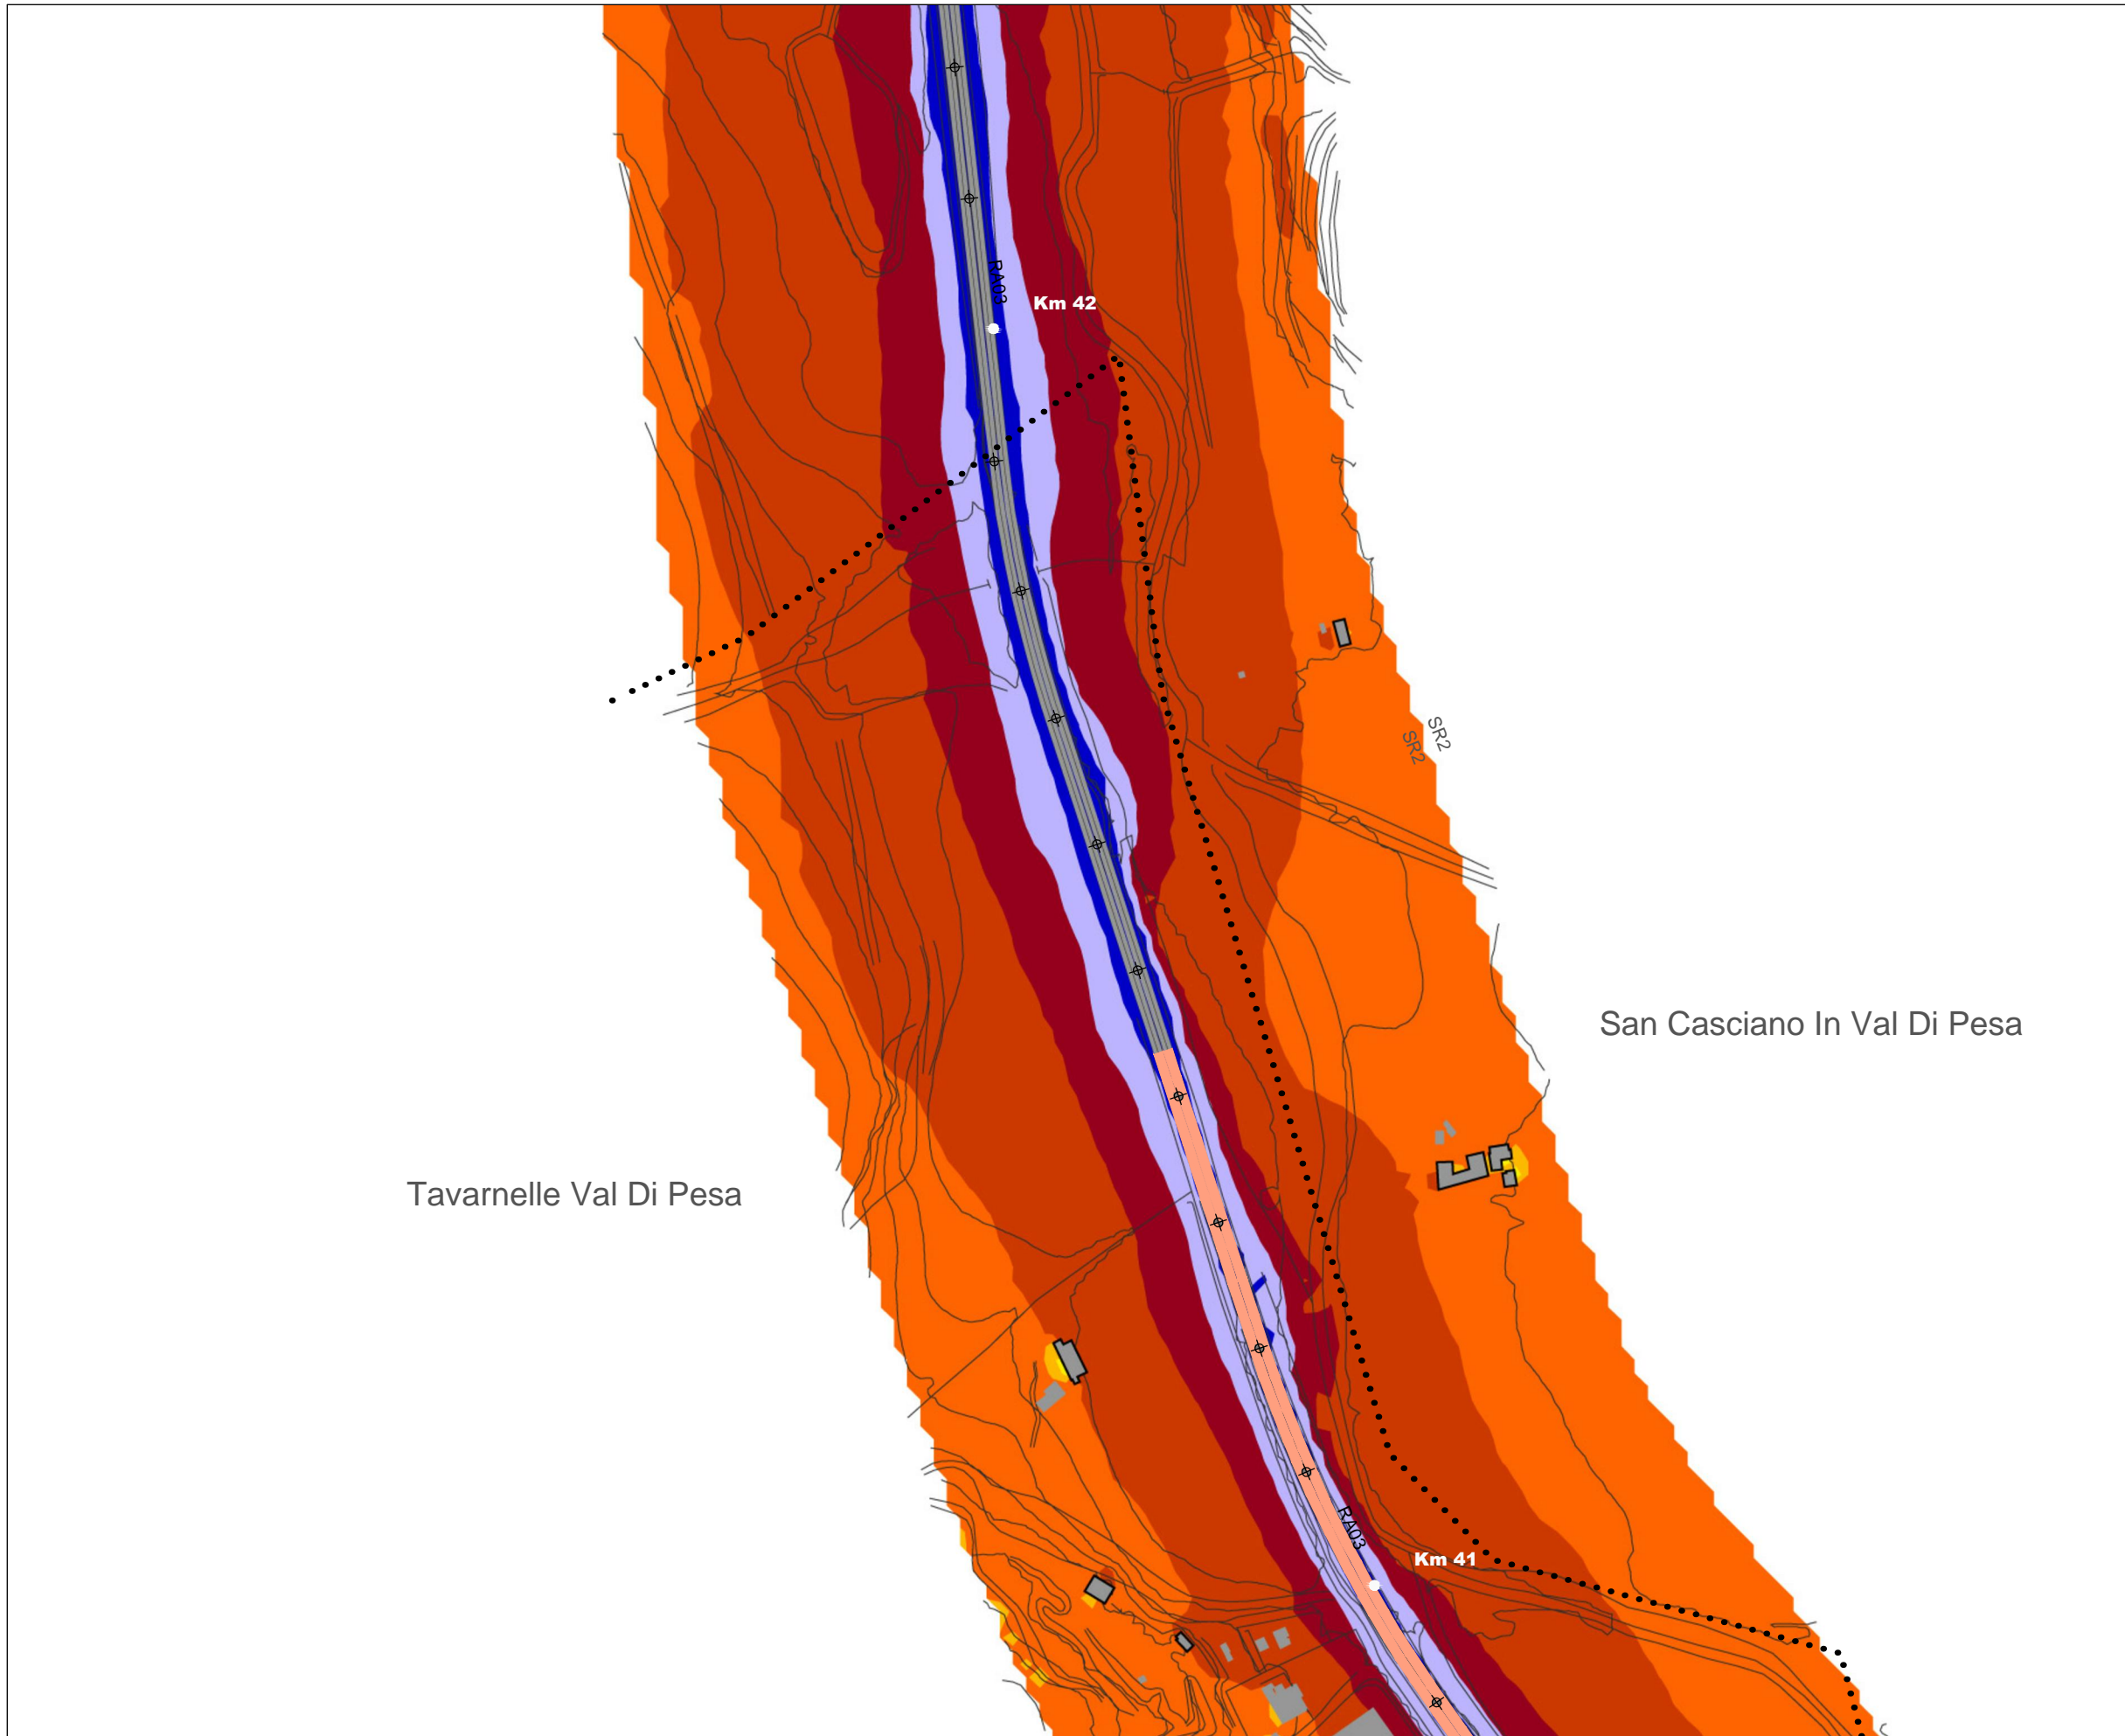 RA03
Km 42
SR2
SR2
San Casciano In Val Di Pesa
Tavarnelle Val Di Pesa
RA03
Km 41